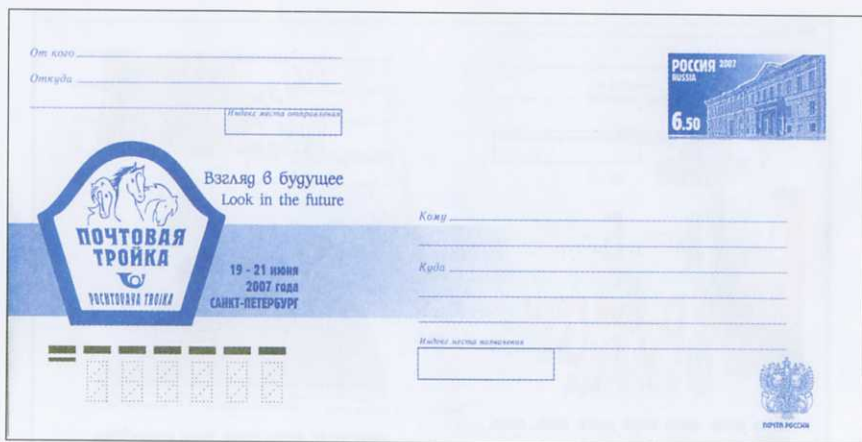 От кого
Откуда
Индекс места отправления
РОССИЯ 2007
RUSSIA
6.50
Взгляд в будущее
Look in the future
ПОЧТОВАЯ
ТРОЙКА
POCHTOVAYA TROIKA
19 - 21 июня
2007 года
САНКТ-ПЕТЕРБУРГ
Кому
Куда
Индекс места назначения
ПОЧТА РОССИИ